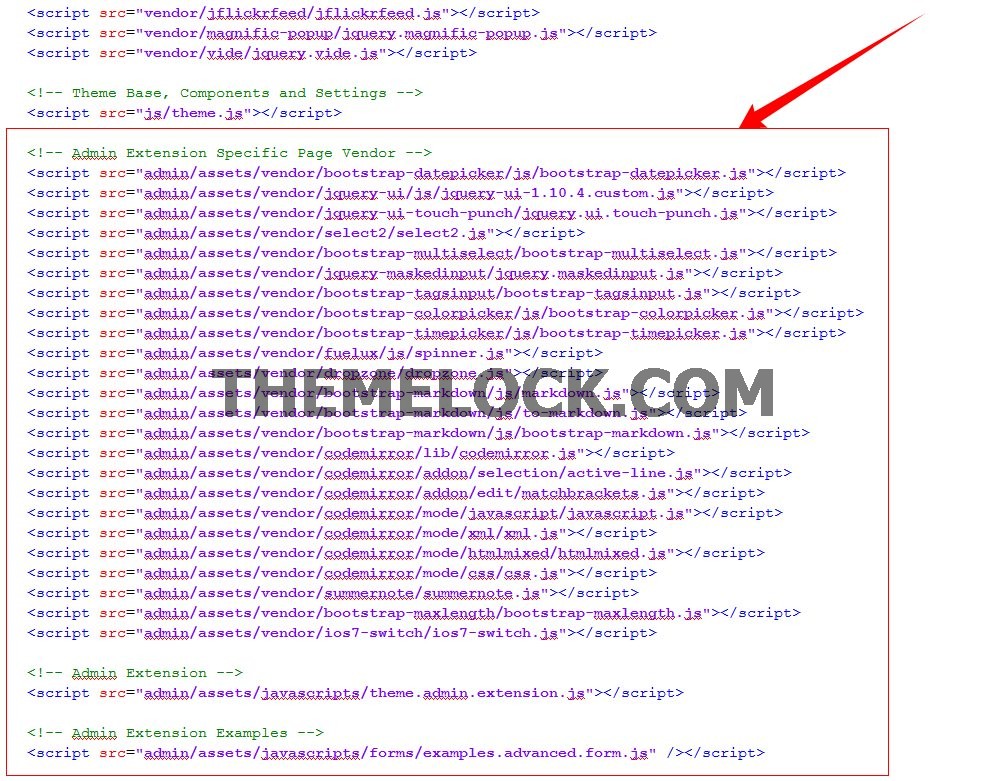 <script src="vendor/jflickrfeed/jflickrfeed.js"></script>
<script src="vendor/magnific-popup/jquery.magnific-popup.js"></script>
<script src="vendor/vide/jquery.vide.js"></script>
<!-- Theme Base, Components and Settings -->
<script src="js/theme.js"></script>
<!-- Admin Extension Specific Page Vendor -->
<script src="admin/assets/vendor/bootstrap-datepicker/js/bootstrap-datepicker.js"></script>
<script src="admin/assets/vendor/jquery-ui/js/jquery-ui-1.10.4.custom.js"></script>
<script src="admin/assets/vendor/jquery-ui-touch-punch/jquery.ui.touch-punch.js"></script>
<script src="admin/assets/vendor/select2/select2.js"></script>
<script src="admin/assets/vendor/bootstrap-multiselect/bootstrap-multiselect.js"></script>
<script src="admin/assets/vendor/jquery-maskedinput/jquery.maskedinput.js"></script>
<script src="admin/assets/vendor/bootstrap-tagsinput/bootstrap-tagsinput.js"></script>
<script src="admin/assets/vendor/bootstrap-colorpicker/js/bootstrap-colorpicker.js"></script>
<script src="admin/assets/vendor/bootstrap-timepicker/js/bootstrap-timepicker.js"></script>
<script src="admin/assets/vendor/fuelux/js/spinner.js"></script>
<script src="admin/assets/vendor/dropzone/dropzone.js"></script>
<script src="admin/assets/vendor/bootstrap-markdown/js/markdown.js"></script>
THEMELOCK.COM
<script src="admin/assets/vendor/bootstrap-markdown/js/to-markdown.js"></script>
<script src="admin/assets/vendor/bootstrap-markdown/js/bootstrap-markdown.js"></script>
<script src="admin/assets/vendor/codemirror/lib/codemirror.js"></script>
<script src="admin/assets/vendor/codemirror/addon/selection/active-line.js"></script>
<script src="admin/assets/vendor/codemirror/addon/edit/matchbrackets.js"></script>
<script src="admin/assets/vendor/codemirror/mode/javascript/javascript.js"></script>
<script src="admin/assets/vendor/codemirror/mode/xml/xml.js"></script>
<script src="admin/assets/vendor/codemirror/mode/htmlmixed/htmlmixed.js"></script>
<script src="admin/assets/vendor/codemirror/mode/css/css.js"></script>
<script src="admin/assets/vendor/summernote/summernote.js"></script>
<script src="admin/assets/vendor/bootstrap-maxlength/bootstrap-maxlength.js"></script>
<script src="admin/assets/vendor/ios7-switch/ios7-switch.js"></script>
<!-- Admin Extension -->
<script src="admin/assets/javascripts/theme.admin.extension.js"></script>
<!-- Admin Extension Examples -->
<script src="admin/assets/javascripts/forms/examples.advanced.form.js" /></script>